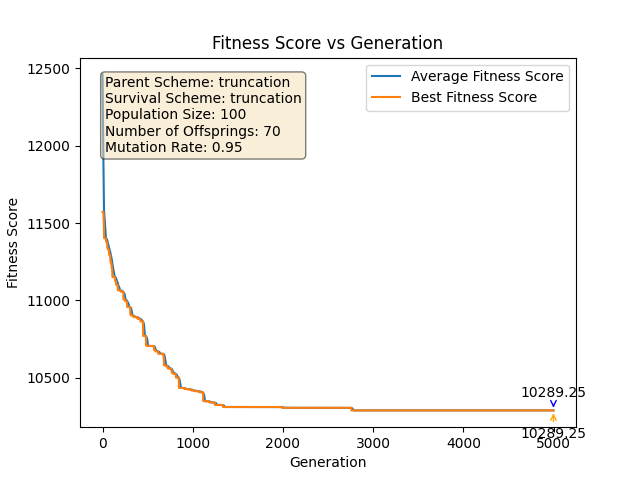 Fitness Score vs Generation
12500
12000
11500
11000
10500
Fitness Score
Parent Scheme: truncation
Survival Scheme: truncation
Population Size: 100
Number of Offsprings: 70
Mutation Rate: 0.95
Average Fitness Score
Best Fitness Score
10289.25
10289.25
0
1000
2000
3000
4000
5000
Generation